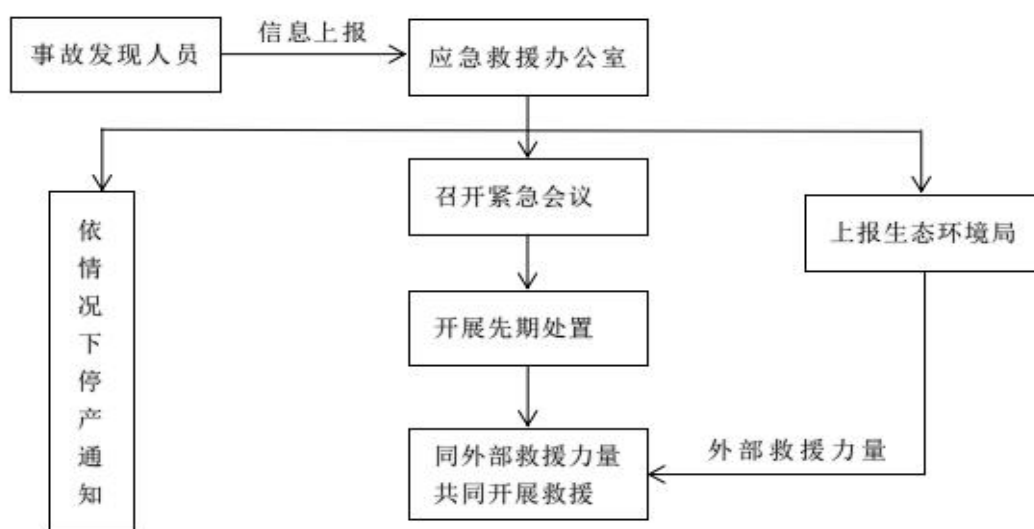 事故发现人员
信息上报
应急救援办公室
召开紧急会议
依情况下停产通知
上报生态环境局
开展先期处置
同外部救援力量
共同开展救援
外部救援力量